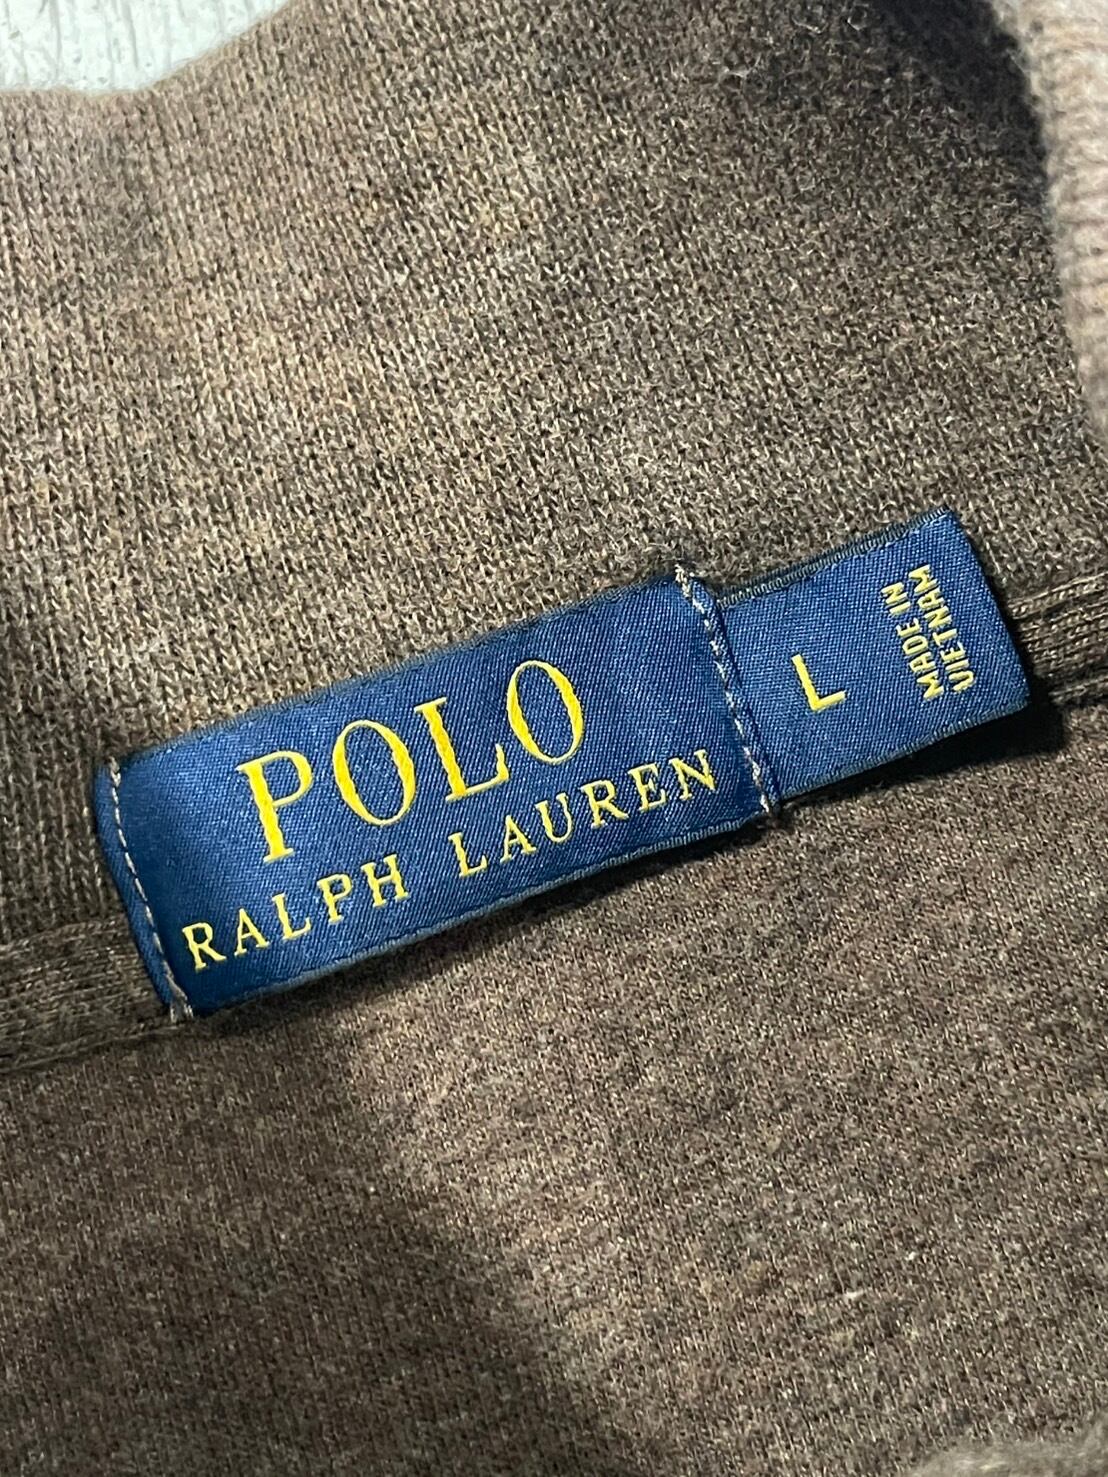 POLO
RALPH LAUREN
L
MADE IN
VIETNAM